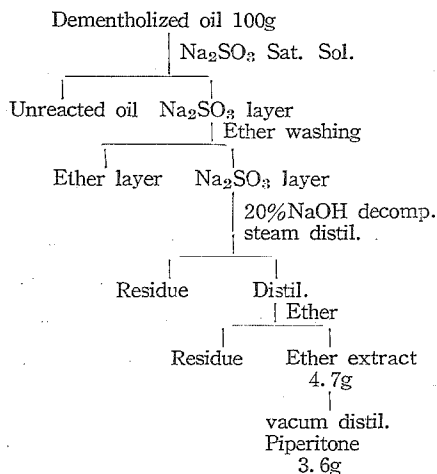 Dementholized oil 100g
Na₂SO₃ Sat. Sol.
Unreacted oil Na₂SO₃ layer
Ether washing
Ether layer Na₂SO₃ layer
20%NaOH decomp.
steam distil.
Residue Distil.
Ether
Residue Ether extract
4.7g
vacum distil.
Piperitone
3.6g